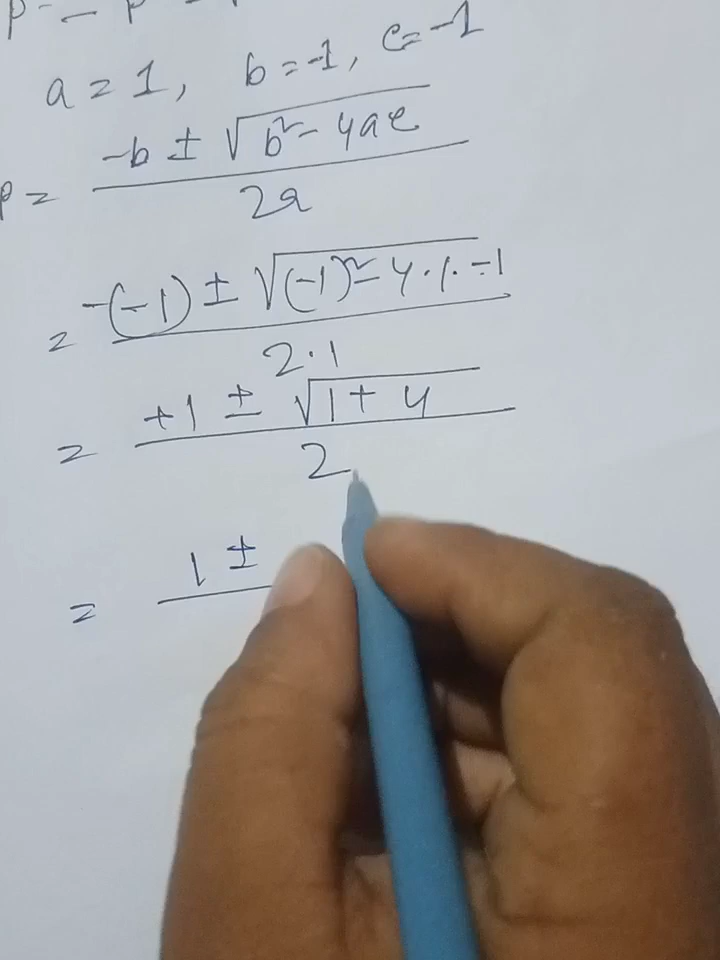 p² - p -
a = 1, b = -1, c = -1
p = (-b ± √(b² - 4ac)) / 2a
= (-(-1) ± √((-1)² - 4·1·-1)) / 2·1
= (+1 ± √(1 + 4)) / 2
= 1 ±